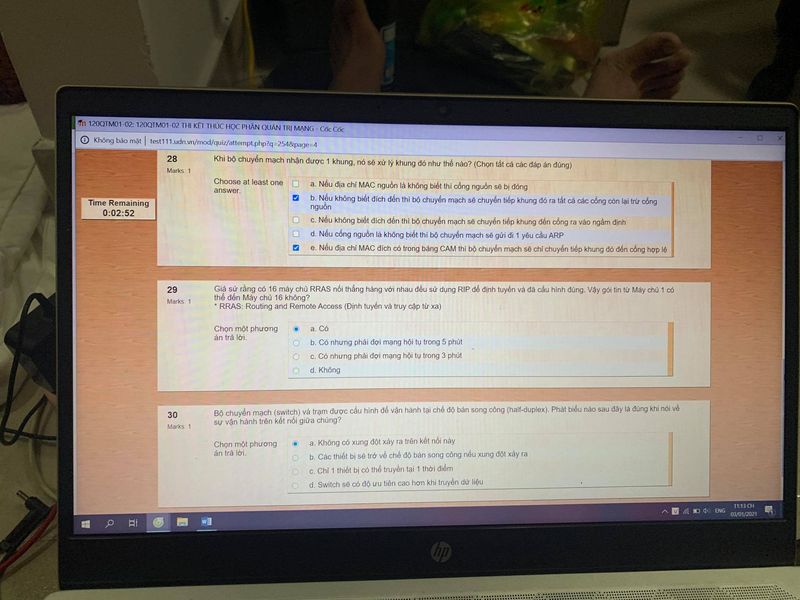 120QTM01-02: 120QTM01-02 THI KẾT THÚC HỌC PHẦN QUẢN TRỊ MẠNG - Cốc Cốc
Không bảo mật | test111.udn.vn/mod/quiz/attempt.php?q=254&page=4
Time Remaining
0:02:52
28
Marks: 1
Khi bộ chuyển mạch nhận được 1 khung, nó sẽ xử lý khung đó như thế nào? (Chọn tất cả các đáp án đúng)
Choose at least one
answer.
a. Nếu địa chỉ MAC nguồn là không biết thì cổng nguồn sẽ bị đóng
b. Nếu không biết đích đến thì bộ chuyển mạch sẽ chuyển tiếp khung đó ra tất cả các cổng còn lại trừ cổng
nguồn
c. Nếu không biết đích đến thì bộ chuyển mạch sẽ chuyển tiếp khung đến cổng ra vào ngầm định
d. Nếu cổng nguồn là không biết thì bộ chuyển mạch sẽ gửi đi 1 yêu cầu ARP
e. Nếu địa chỉ MAC đích có trong bảng CAM thì bộ chuyển mạch sẽ chỉ chuyển tiếp khung đó đến cổng hợp lệ
29
Marks: 1
Giả sử rằng có 16 máy chủ RRAS nối thẳng hàng với nhau đều sử dụng RIP để định tuyến và đã cấu hình đúng. Vậy gói tin từ Máy chủ 1 có
thể đến Máy chủ 16 không?
* RRAS: Routing and Remote Access (Định tuyến và truy cập từ xa)
Chọn một phương
án trả lời.
a. Có
b. Có nhưng phải đợi mạng hội tụ trong 5 phút
c. Có nhưng phải đợi mạng hội tụ trong 3 phút
d. Không
30
Marks: 1
Bộ chuyển mạch (switch) và trạm được cấu hình để vận hành tại chế độ bán song công (half-duplex). Phát biểu nào sau đây là đúng khi nói về
sự vận hành trên kết nối giữa chúng?
Chọn một phương
án trả lời.
a. Không có xung đột xảy ra trên kết nối này
b. Các thiết bị sẽ trở về chế độ bán song công nếu xung đột xảy ra
c. Chỉ 1 thiết bị có thể truyền tại 1 thời điểm
d. Switch sẽ có độ ưu tiên cao hơn khi truyền dữ liệu
ENG
11:13 CH
03/01/2021
hp